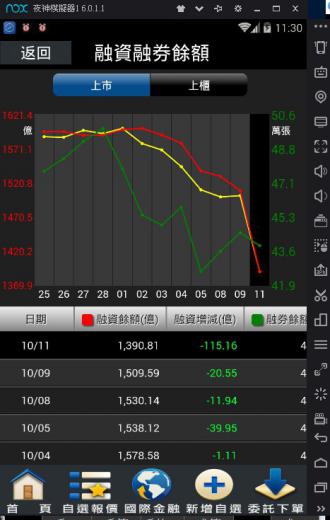 nox 夜神模擬器1 6.0.1.1
11:30
返回 融資融券餘額
上市 上櫃
1621.4 50.6
億 萬張
1571.1 48.8
1520.8 47.1
1470.5 45.3
1420.2 43.6
1369.9 41.9
25 26 27 28 01 02 03 04 05 08 09 11
日期 融資餘額(億) 融資增減(億) 融券餘額
10/11 1,390.81 -115.16 4
10/09 1,509.59 -20.55 4
10/08 1,530.14 -11.94 4
10/05 1,538.12 -39.95 4
10/04 1,578.58 -1.11 4
首 頁 自選報價 國際金融 新增自選 委託下單